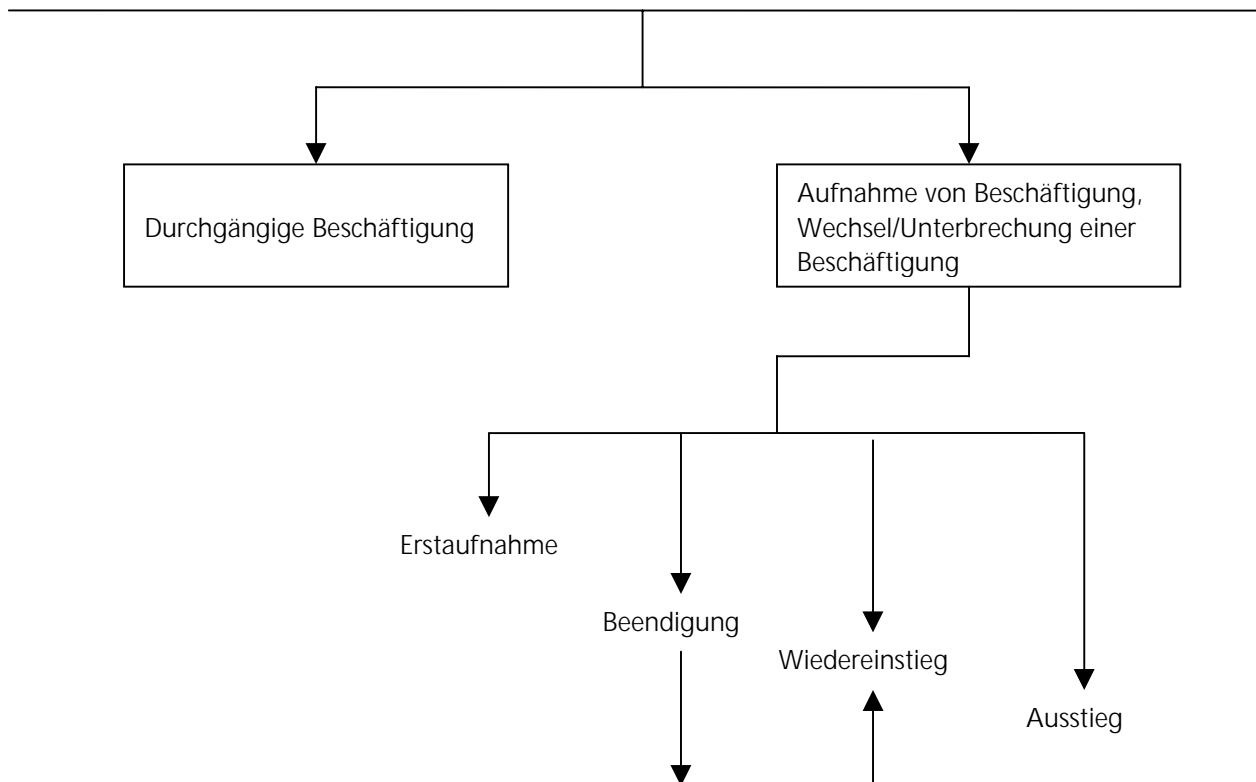 Durchgängige Beschäftigung
Aufnahme von Beschäftigung,
Wechsel/Unterbrechung einer
Beschäftigung
Erstaufnahme
Beendigung
Wiedereinstieg
Ausstieg